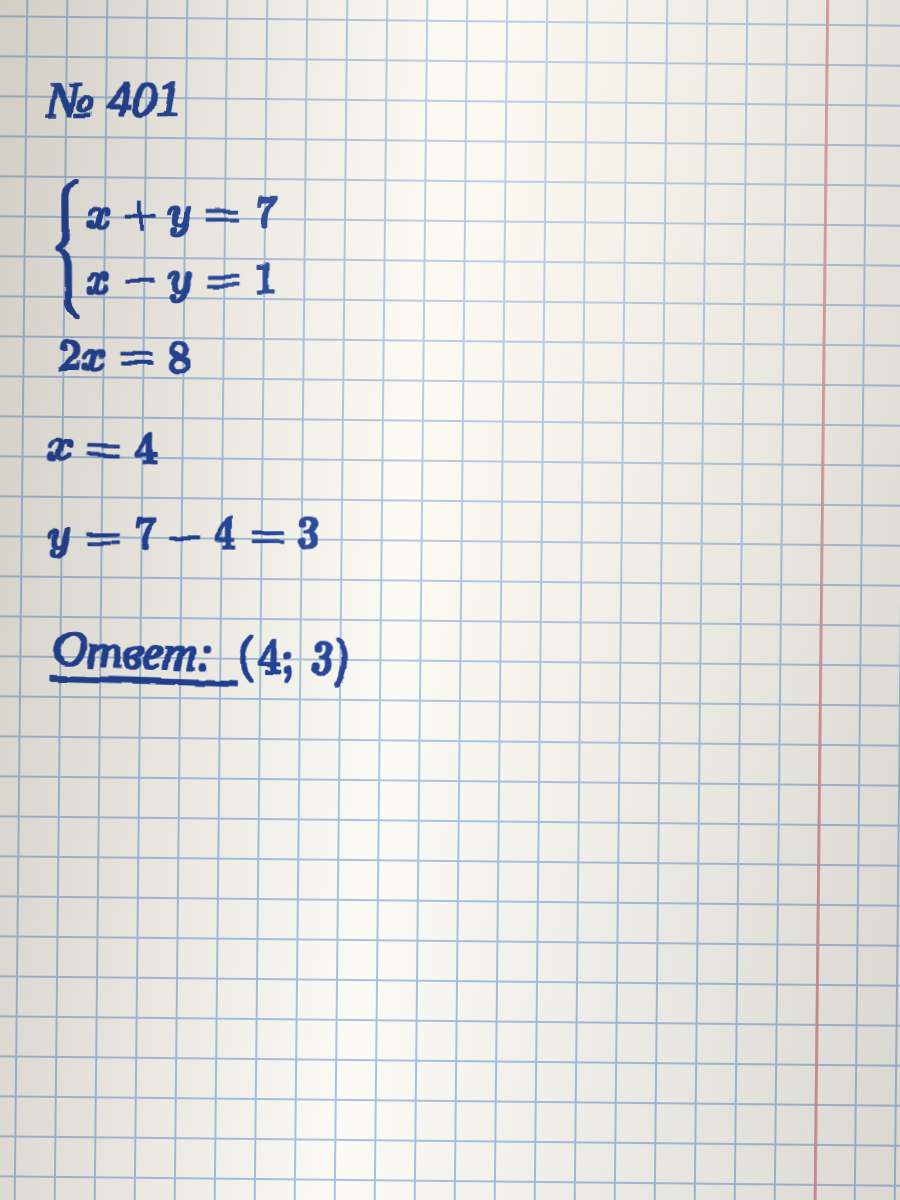 № 401
x + y = 7
x − y = 1
2x = 8
x = 4
y = 7 − 4 = 3
Ответ: (4; 3)